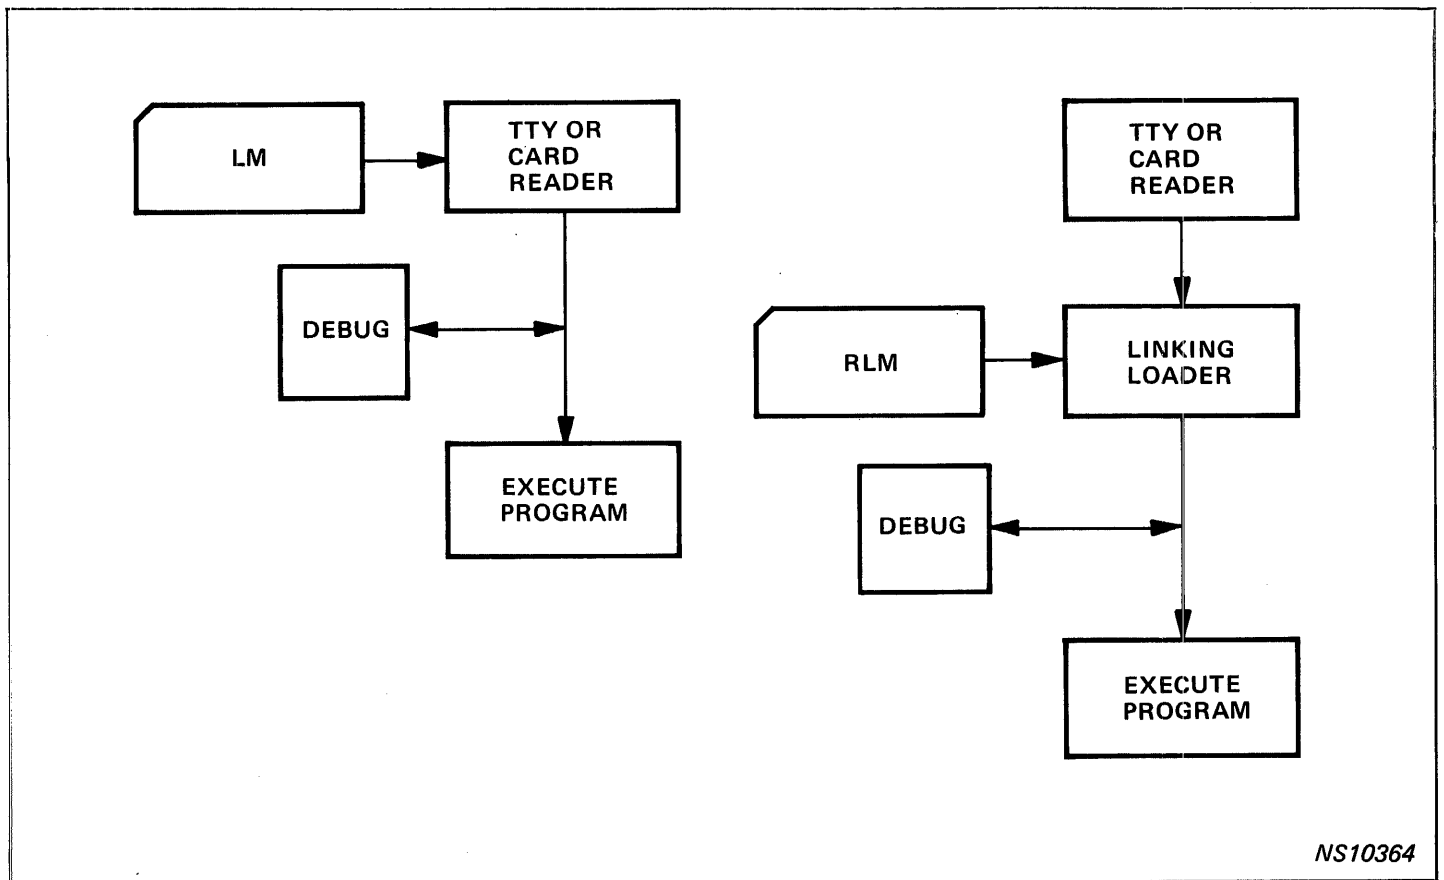 LM
TTY OR
CARD
READER
DEBUG
EXECUTE
PROGRAM
TTY OR
CARD
READER
RLM
LINKING
LOADER
DEBUG
EXECUTE
PROGRAM
NS10364